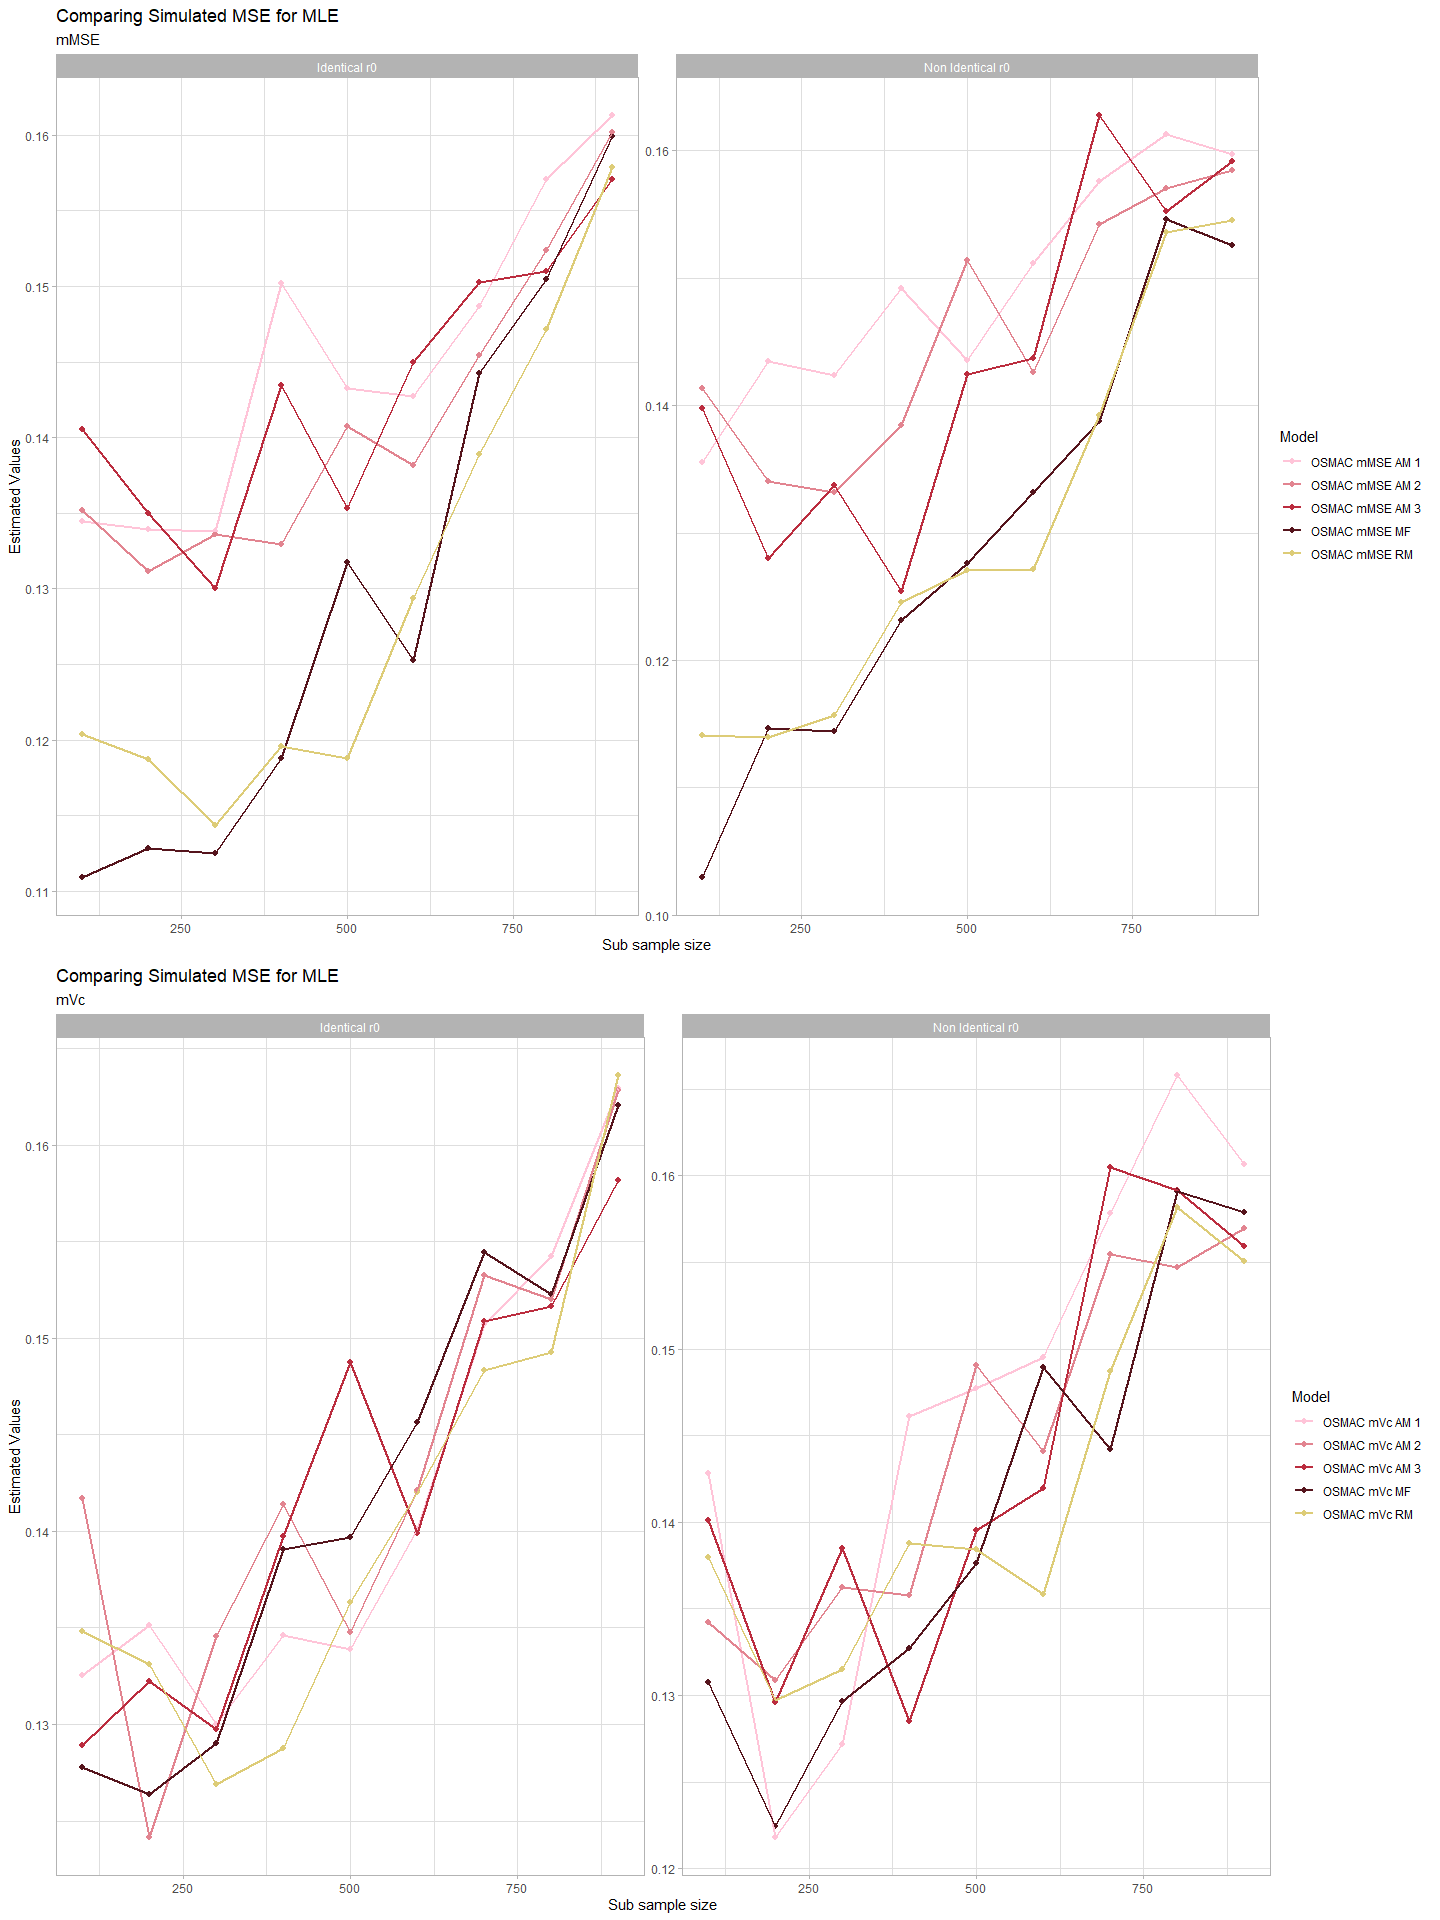 Comparing Simulated MSE for MLE
mMSE
Identical r0
Non Identical r0
0.16
0.15
0.14
0.13
0.12
0.11
0.16
0.14
0.12
0.10
Estimated Values
250
500
750
250
500
750
Sub sample size
Model
OSMAC mMSE AM 1
OSMAC mMSE AM 2
OSMAC mMSE AM 3
OSMAC mMSE MF
OSMAC mMSE RM
Comparing Simulated MSE for MLE
mVc
Identical r0
Non Identical r0
0.16
0.15
0.14
0.13
0.16
0.15
0.14
0.13
0.12
Estimated Values
250
500
750
250
500
750
Sub sample size
Model
OSMAC mVc AM 1
OSMAC mVc AM 2
OSMAC mVc AM 3
OSMAC mVc MF
OSMAC mVc RM